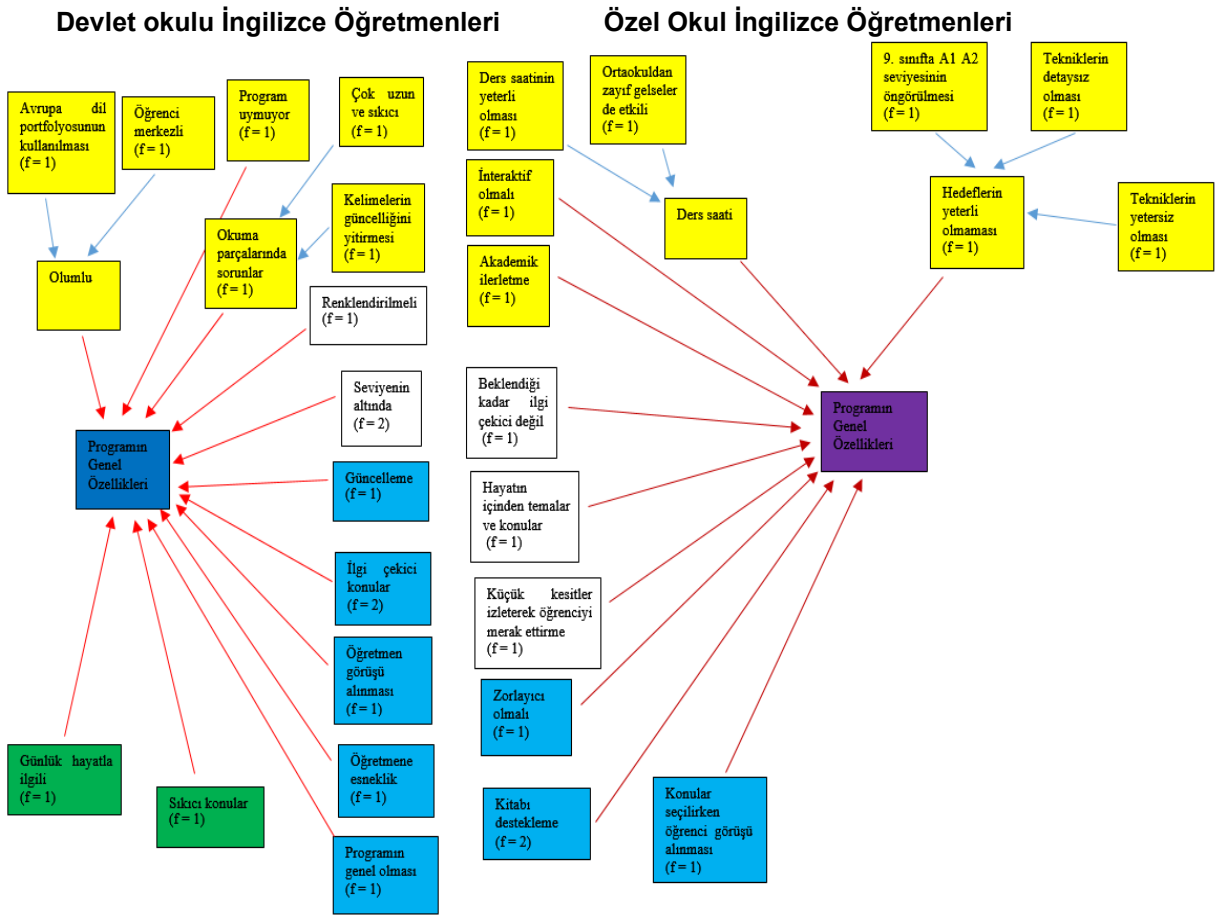 Devlet okulu İngilizce Öğretmenleri
Avrupa dil
portfolyosunun
kullanılması
(f = 1)
Öğrenci
merkezli
(f = 1)
Program
uymuyor
(f = 1)
Çok uzun
ve sıkıcı
(f = 1)
Kelimelerin
güncelliğini
yitirmesi
(f = 1)
Okuma
parçalarında
sorunlar
(f = 1)
Olumlu
Renklendirilmeli
(f = 1)
Seviyenin
altında
(f = 2)
Programın
Genel
Özellikleri
Güncelleme
(f = 1)
İlgi çekici
konular
(f = 2)
Öğretmen
görüşü
alınması
(f = 1)
Öğretmene
esneklik
(f = 1)
Programın
genel olması
(f = 1)
Günlük hayatla
ilgili
(f = 1)
Sıkıcı konular
(f = 1)
Özel Okul İngilizce Öğretmenleri
Ders saatinin
yeterli
olması
(f = 1)
Ortaokuldan
zayıf gelseler
de etkili
(f = 1)
9. sınıfta A1 A2
seviyesinin
öngörülmesi
(f = 1)
Tekniklerin
detaysız
olması
(f = 1)
İnteraktif
olmalı
(f = 1)
Ders saati
Hedeflerin
yeterli
olmaması
(f = 1)
Tekniklerin
yetersiz
olması
(f = 1)
Akademik
ilerletme
(f = 1)
Beklendiği
kadar ilgi
çekici değil
(f = 1)
Programın
Genel
Özellikleri
Hayatın
içinden temalar
ve konular
(f = 1)
Küçük kesitler
izleterek öğrenciyi
merak ettirme
(f = 1)
Zorlayıcı
olmalı
(f = 1)
Kitabı
destekleme
(f = 2)
Konular
seçilirken
öğrenci görüşü
alınması
(f = 1)